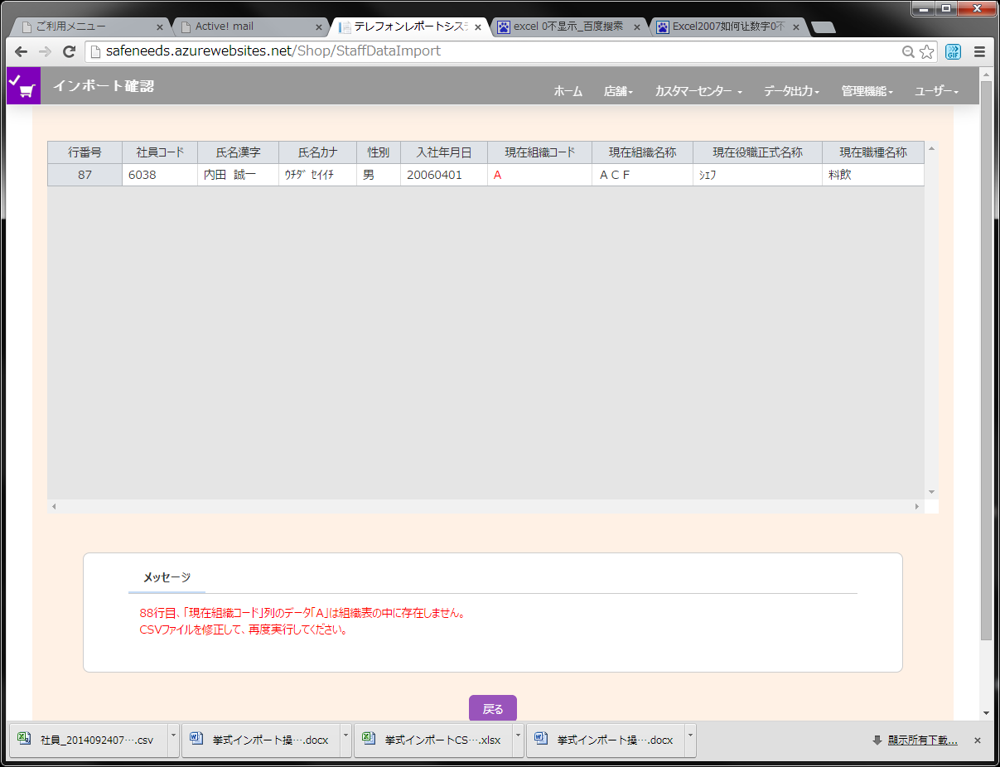 ご利用メニュー
Active! mail
テレフォンレポートシステ
excel 0不显示_百度搜索
Excel2007如何让数字0不
safeneeds.azurewebsites.net/Shop/StaffDataImport
GIF
インポート確認
ホーム 店舗 カスタマーセンター データ出力 管理機能 ユーザー
行番号 社員コード 氏名漢字 氏名カナ 性別 入社年月日 現在組織コード 現在組織名称 現在役職正式名称 現在職種名称
87 6038 内田 誠一 ｳﾁﾀﾞ ｾｲｲﾁ 男 20060401 A ＡＣＦ ｼｪﾌ 料飲
メッセージ
88行目、「現在組織コード」列のデータ「A」は組織表の中に存在しません。
CSVファイルを修正して、再度実行してください。
戻る
社員_2014092407….csv
挙式インポート操….docx
挙式インポートCS….xlsx
挙式インポート操….docx
顯示所有下載...